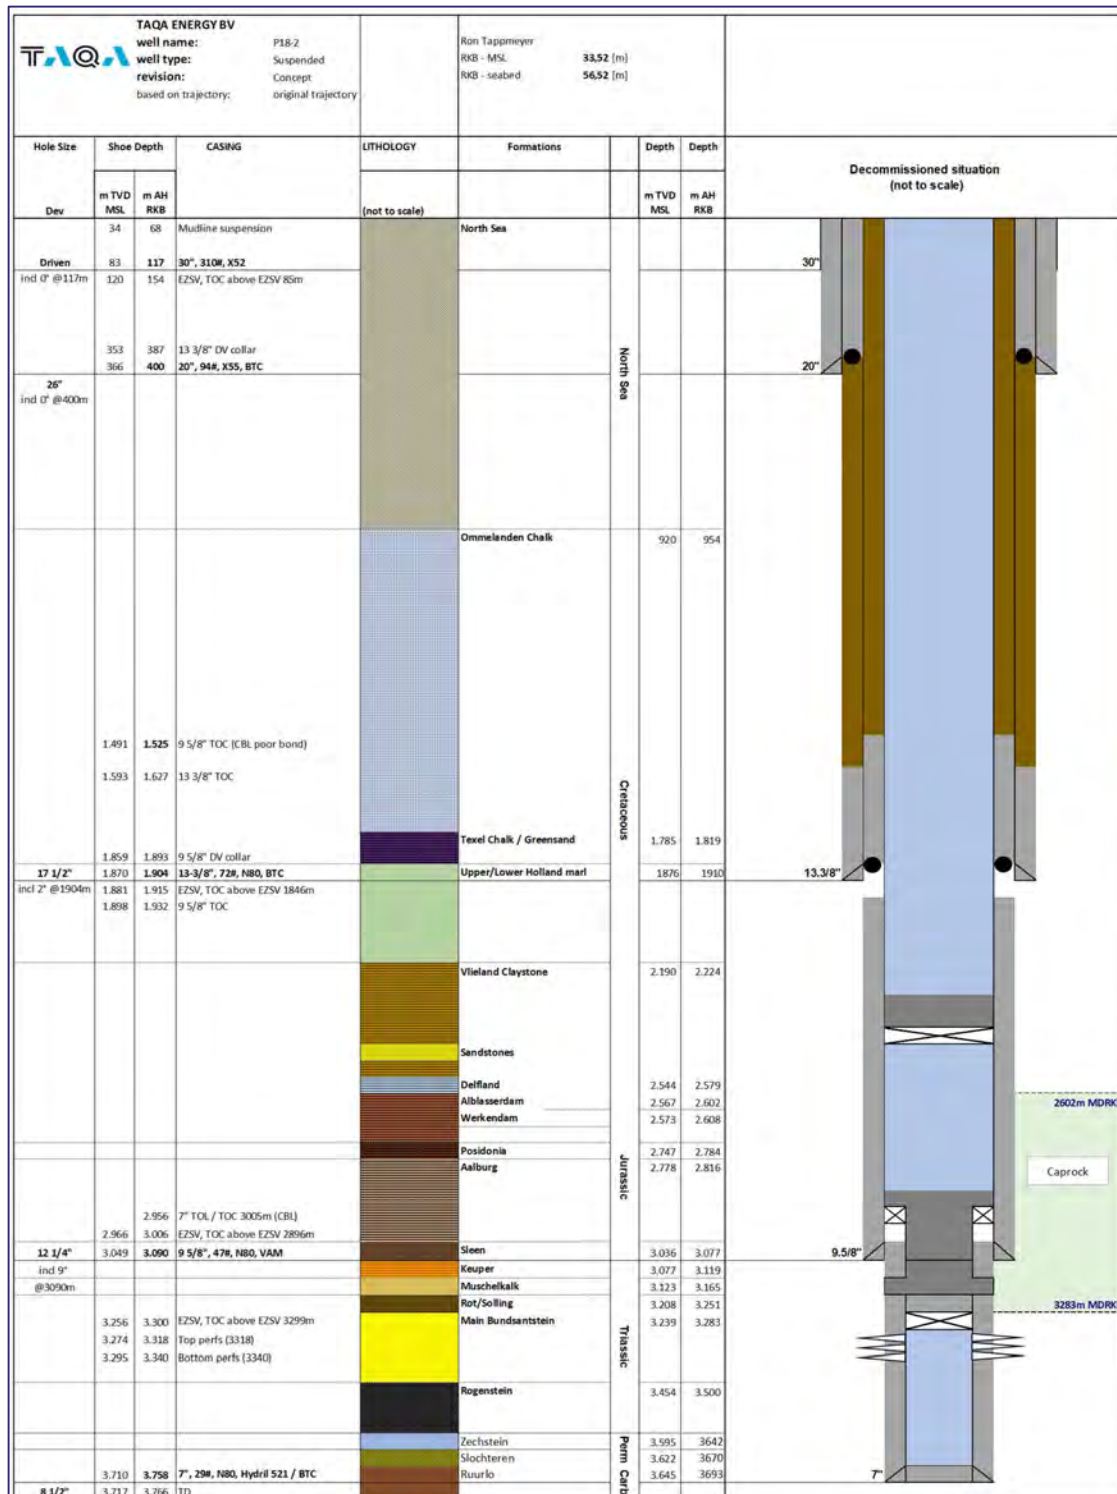 TAQA
TAQA ENERGY BV
well name: P18-2
well type: Suspended
revision: Concept
based on trajectory: original trajectory
Ron Tappmeyer
RKB - MSL 33,52 [m]
RKB - seabed 56,52 [m]
Hole Size Shoe Depth CASING LITHOLOGY Formations Depth Depth
Decommissioned situation
(not to scale)
Dev m TVD MSL m AH RKB (not to scale) m TVD MSL m AH RKB
34 68 Mudline suspension North Sea
Driven 83 117 30", 310#, X52 30"
ind 0° @117m 120 154 EZSV, TOC above EZSV 85m
353 387 13 3/8" DV collar
366 400 20", 94#, X55, BTC 20"
North Sea
26"
ind 0° @400m
Ommelanden Chalk 920 954
1.491 1.525 9 5/8" TOC (CBL poor bond)
1.593 1.627 13 3/8" TOC
Cretaceous
Texel Chalk / Greensand 1.785 1.819
1.859 1.893 9 5/8" DV collar
17 1/2" 1.870 1.904 13-3/8", 72#, N80, BTC Upper/Lower Holland marl 1876 1910 13.3/8"
incl 2° @1904m 1.881 1.915 EZSV, TOC above EZSV 1846m
1.898 1.932 9 5/8" TOC
Vlieland Claystone 2.190 2.224
Sandstones
Delfland 2.544 2.579
Alblasserdam 2.567 2.602 2602m MDRK
Werkendam 2.573 2.608
Posidonia 2.747 2.784
Aalburg 2.778 2.816
Caprock
Jurassic
2.956 7" TOL / TOC 3005m (CBL)
2.966 3.006 EZSV, TOC above EZSV 2896m
12 1/4" 3.049 3.090 9 5/8", 47#, N80, VAM Sleen 3.036 3.077 9.5/8"
ind 9° Keuper 3.077 3.119
@3090m Muschelkalk 3.123 3.165
Rot/Solling 3.208 3.251 3283m MDRK
3.256 3.300 EZSV, TOC above EZSV 3299m Main Bundsantstein 3.239 3.283
3.274 3.318 Top perfs (3318)
3.295 3.340 Bottom perfs (3340)
Triassic
Rogenstein 3.454 3.500
Zechstein 3.595 3642
Slochteren 3.622 3670
Perm Carb
3.710 3.758 7", 29#, N80, Hydril 521 / BTC Ruurlo 3.645 3693 7"
8 1/2" 3.717 3.766 TD